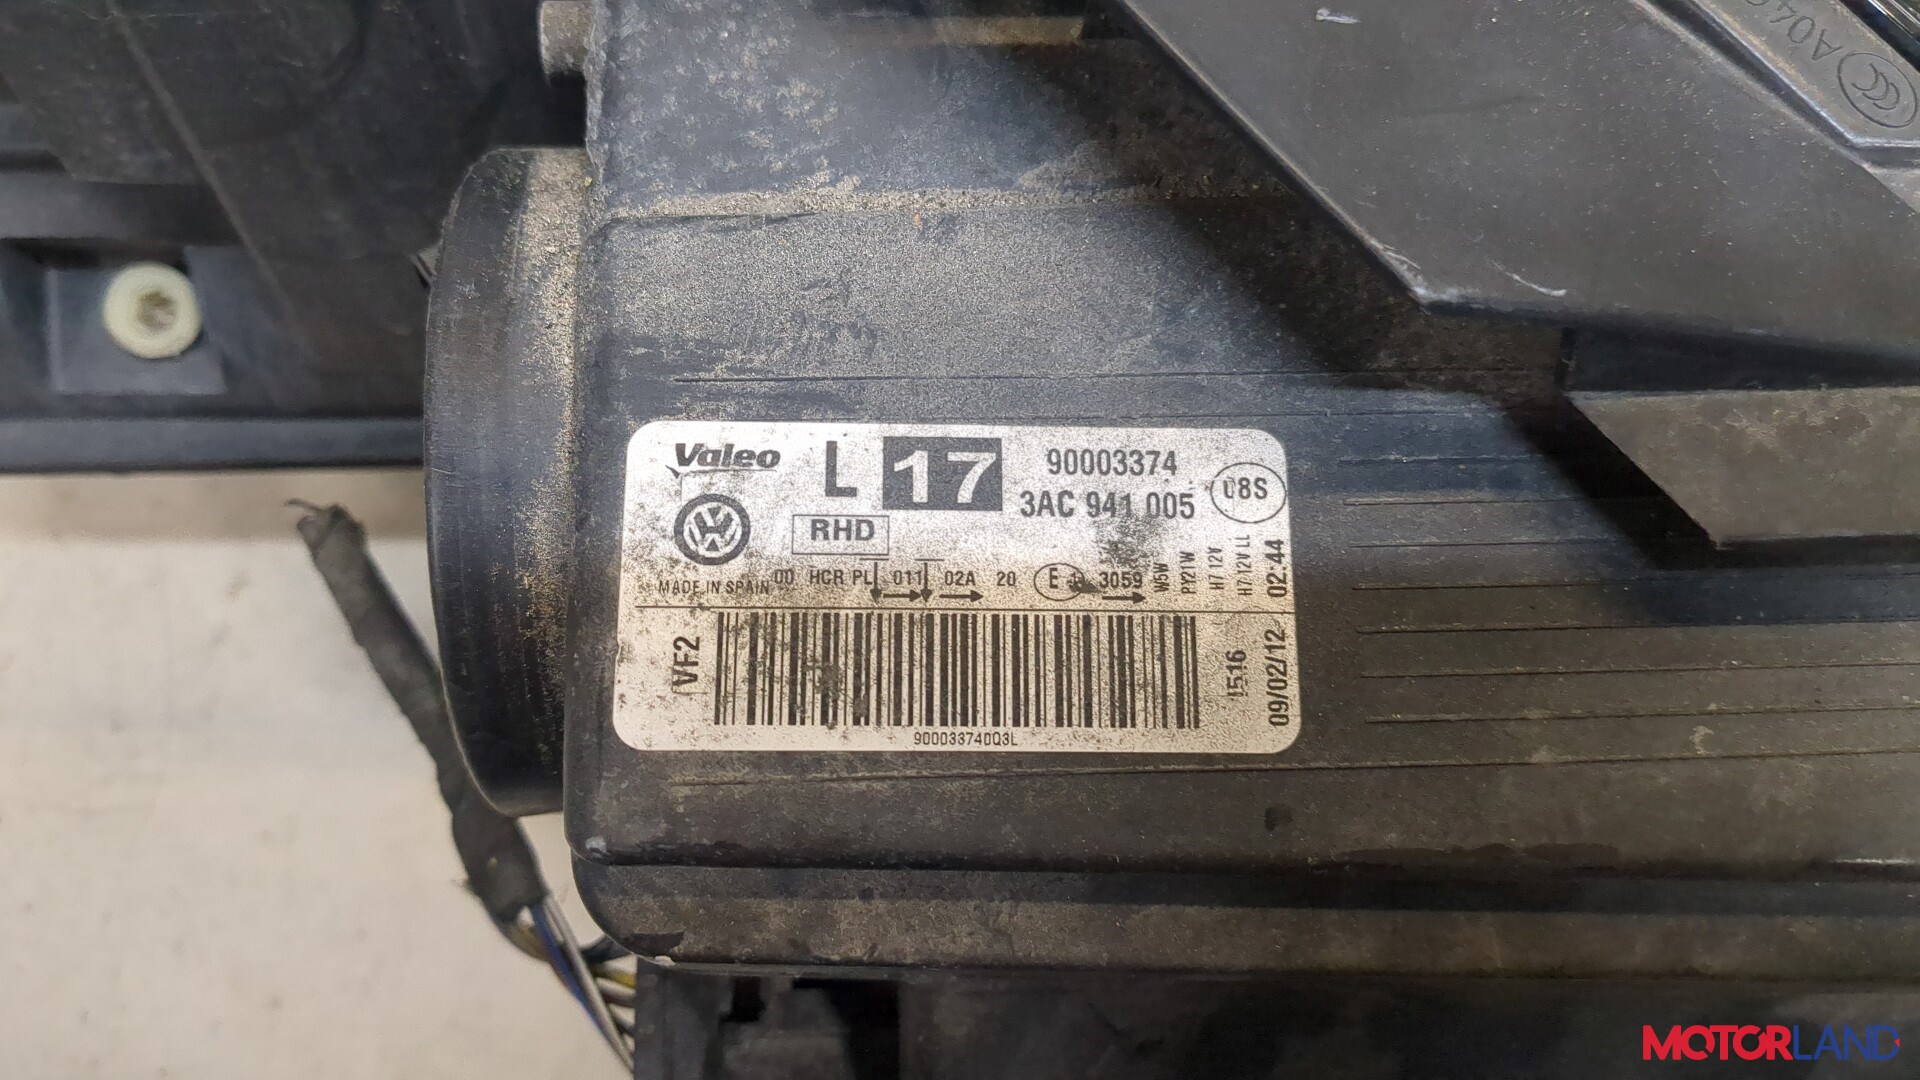 Valeo L 17 90003374
3AC 941 005
RHD
MADE IN SPAIN 00 HCR PL 011 02A 20 E 3059
W5W
PY21W
H7 12V
H7 12V LL
02:44
VF2
1516
09/02/12
900033740Q3L
MOTORLAND